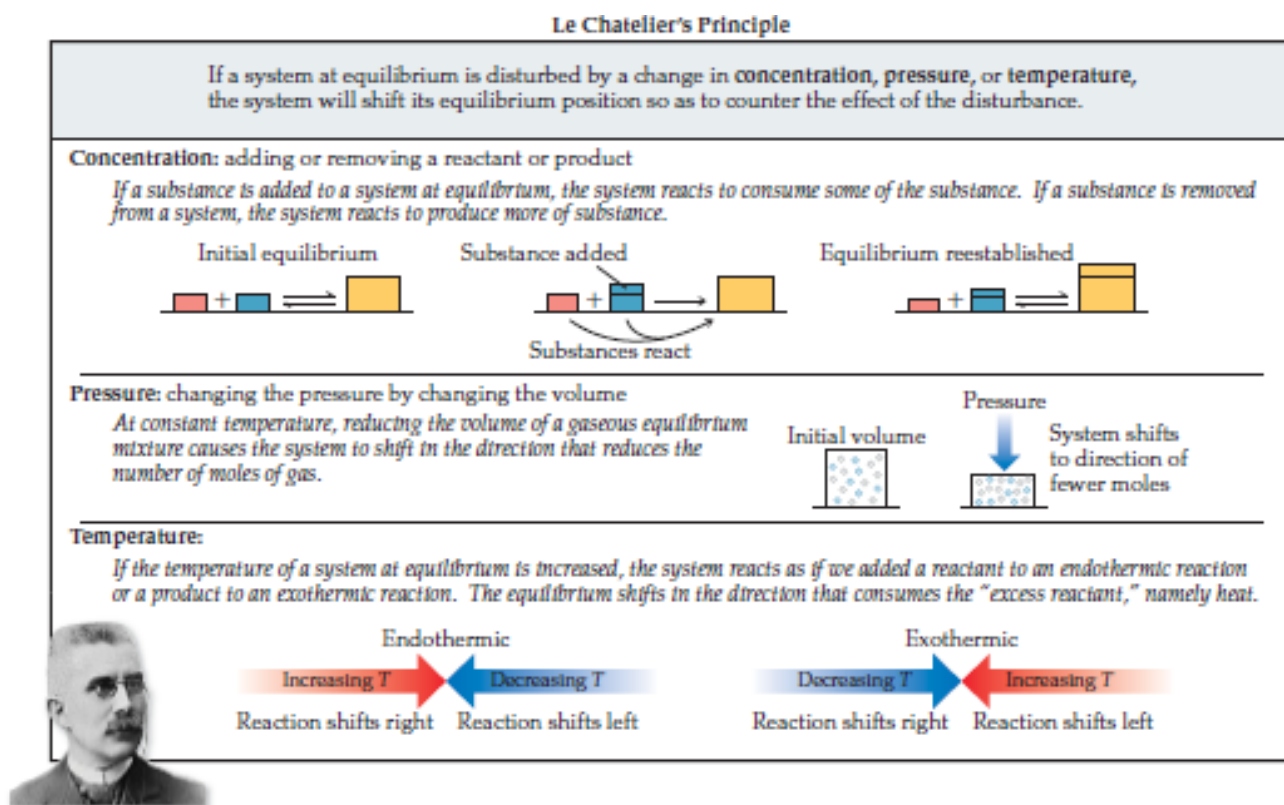 Le Chatelier's Principle
If a system at equilibrium is disturbed by a change in concentration, pressure, or temperature,
the system will shift its equilibrium position so as to counter the effect of the disturbance.
Concentration: adding or removing a reactant or product
If a substance is added to a system at equilibrium, the system reacts to consume some of the substance. If a substance is removed
from a system, the system reacts to produce more of substance.
Initial equilibrium
Substance added
Equilibrium reestablished
+
+
+
Substances react
Pressure: changing the pressure by changing the volume
At constant temperature, reducing the volume of a gaseous equilibrium
mixture causes the system to shift in the direction that reduces the
number of moles of gas.
Initial volume
Pressure
System shifts
to direction of
fewer moles
Temperature:
If the temperature of a system at equilibrium is increased, the system reacts as if we added a reactant to an endothermic reaction
or a product to an exothermic reaction. The equilibrium shifts in the direction that consumes the "excess reactant," namely heat.
Endothermic
Increasing T
Decreasing T
Reaction shifts right
Reaction shifts left
Exothermic
Decreasing T
Increasing T
Reaction shifts right
Reaction shifts left